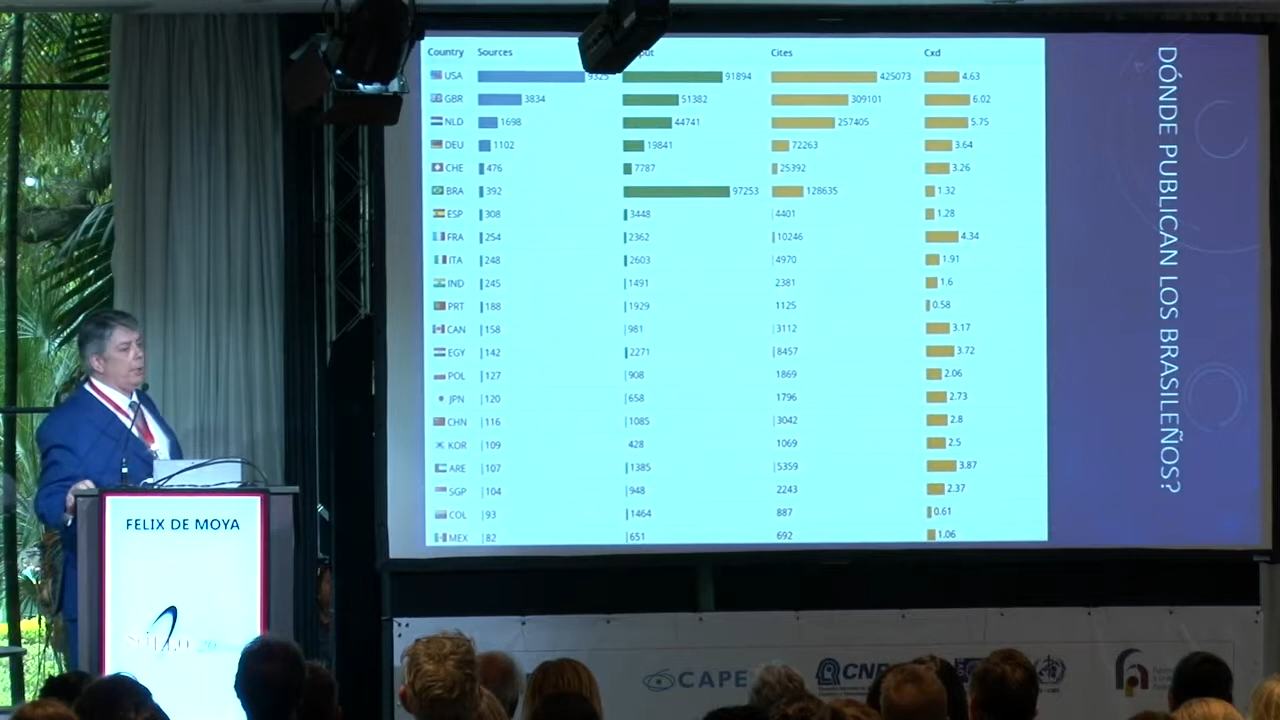 Country Sources Cites Cxd
USA 9325 91894 425073 4.63
GBR 3834 51382 309101 6.02
NLD 1698 44741 257405 5.75
DEU 1102 19841 72263 3.64
CHE 476 7787 25392 3.26
BRA 392 97253 128635 1.32
ESP 308 3448 4401 1.28
FRA 254 2362 10246 4.34
ITA 248 2603 4970 1.91
IND 245 1491 2381 1.6
PRT 188 1929 1125 0.58
CAN 158 981 3112 3.17
EGY 142 2271 8457 3.72
POL 127 908 1869 2.06
JPN 120 658 1796 2.73
CHN 116 1085 3042 2.8
KOR 109 428 1069 2.5
ARE 107 1385 5359 3.87
SGP 104 948 2243 2.37
COL 93 1464 887 0.61
MEX 82 651 692 1.06
DÓNDE PUBLICAN LOS BRASILEÑOS?
FELIX DE MOYA
CAPE